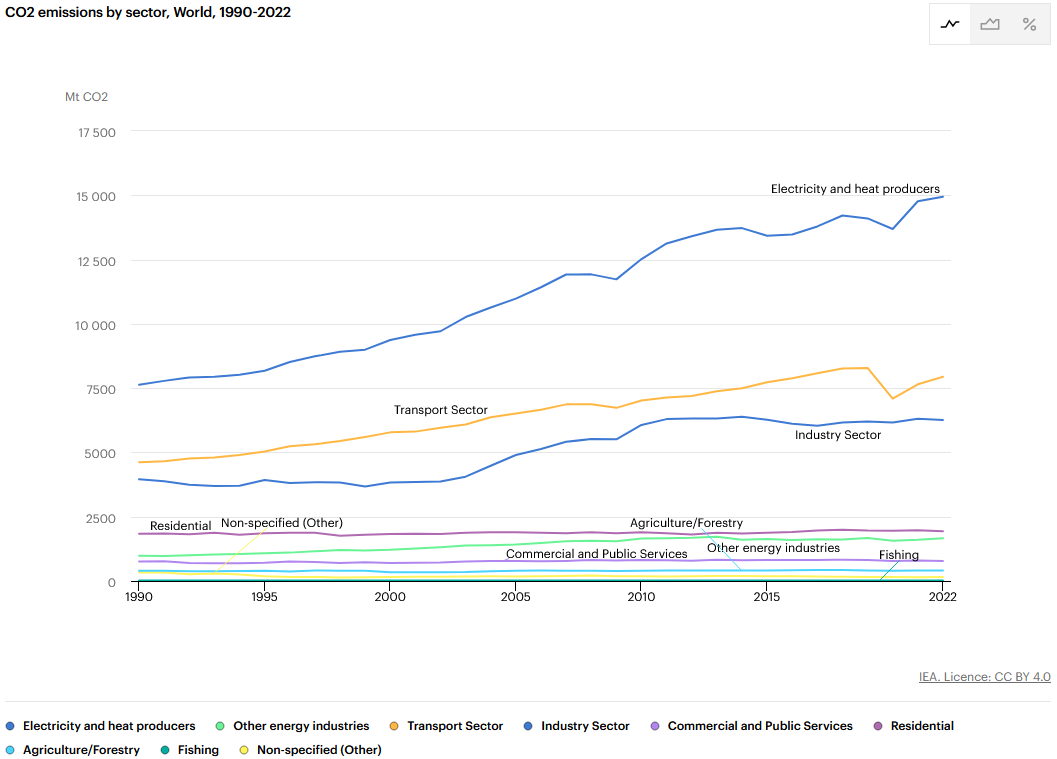 CO2 emissions by sector, World, 1990-2022
%
Mt CO2
17 500
15 000
12 500
10 000
7500
5000
2500
0
Electricity and heat producers
Transport Sector
Industry Sector
Residential
Non-specified (Other)
Agriculture/Forestry
Commercial and Public Services
Other energy industries
Fishing
1990 1995 2000 2005 2010 2015 2022
IEA. Licence: CC BY 4.0
Electricity and heat producers Other energy industries Transport Sector Industry Sector Commercial and Public Services Residential
Agriculture/Forestry Fishing Non-specified (Other)